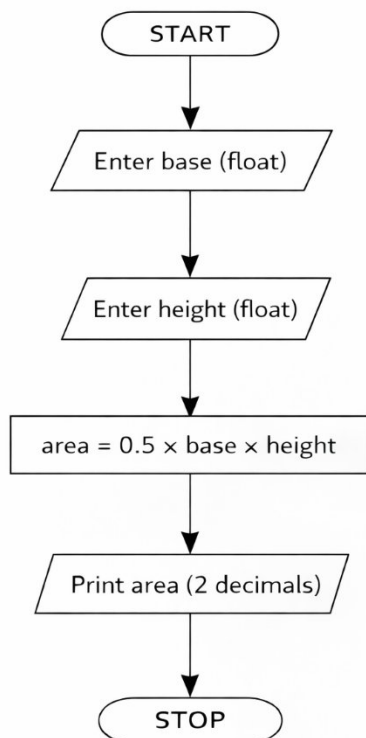 START
Enter base (float)
Enter height (float)
area = 0.5 × base × height
Print area (2 decimals)
STOP